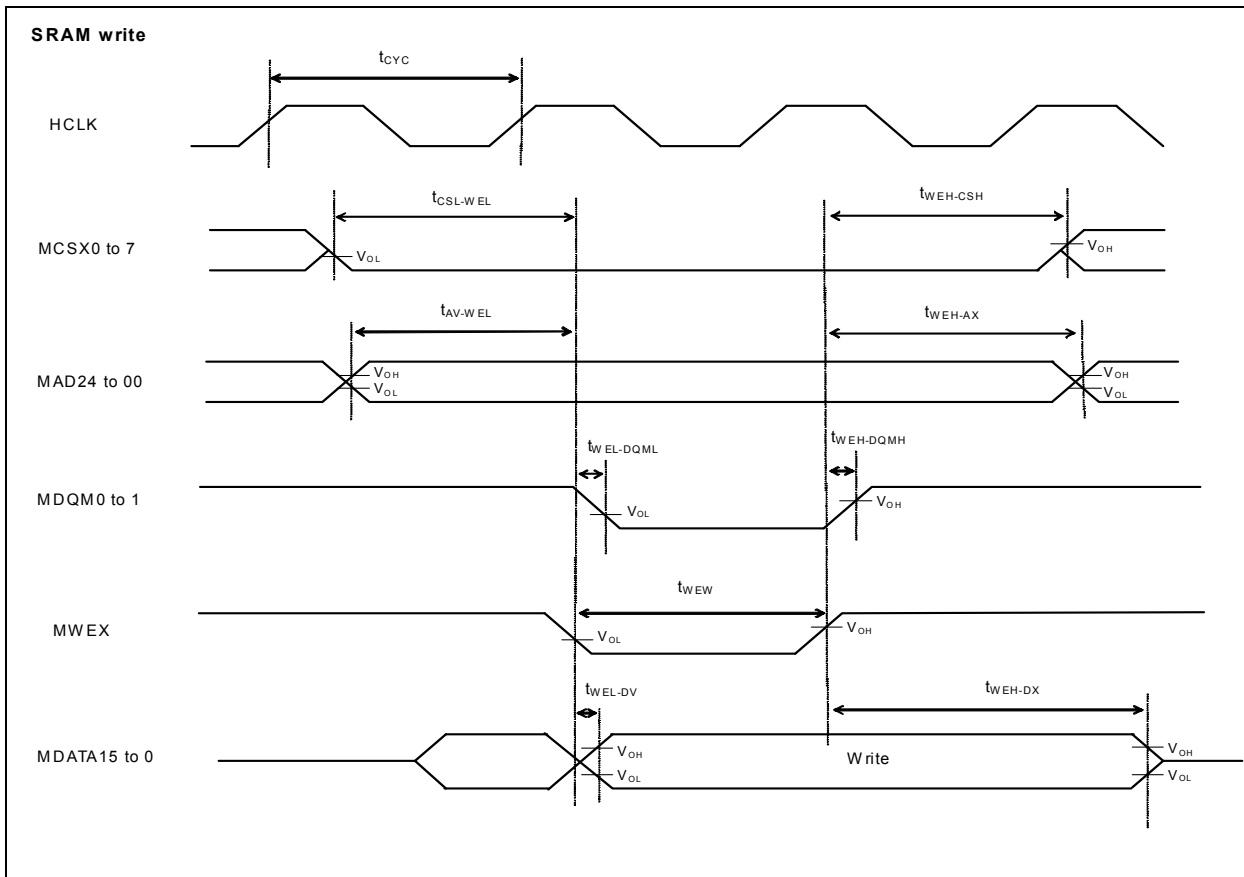 SRAM write
tCYC
HCLK
tCSL-WEL
tWEH-CSH
MCSX0 to 7
VOL
VOH
tAV-WEL
tWEH-AX
MAD24 to 00
VOH
VOL
VOH
VOL
tWEL-DQML
tWEH-DQMH
MDQM0 to 1
VOL
VOH
tWEW
MWEX
VOL
VOH
tWEL-DV
tWEH-DX
MDATA15 to 0
VOH
VOL
Write
VOH
VOL